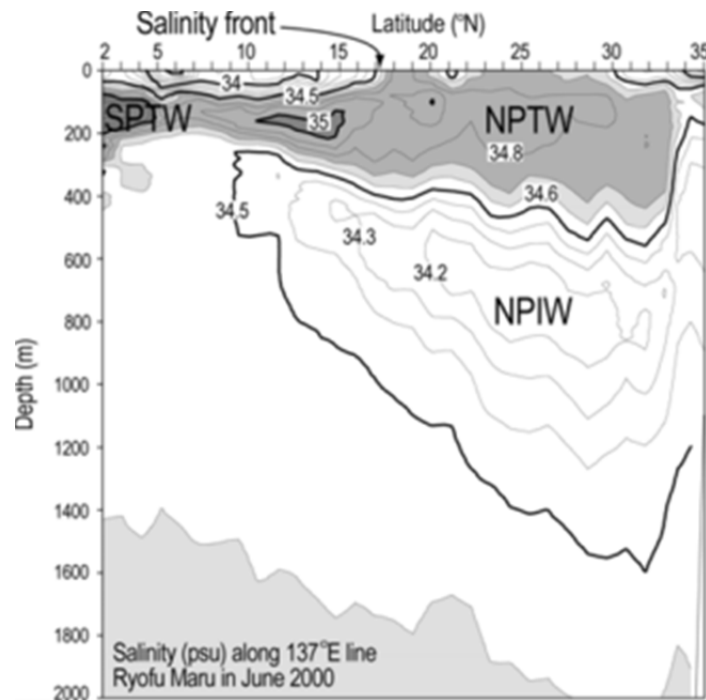 Salinity front
Latitude (°N)
2 5 10 15 20 25 30 35
0
200
400
600
800
1000
1200
1400
1600
1800
2000
Depth (m)
34
34.5
SPTW
35
NPTW
34.8
34.6
34.5
34.3
34.2
NPIW
Salinity (psu) along 137°E line
Ryofu Maru in June 2000